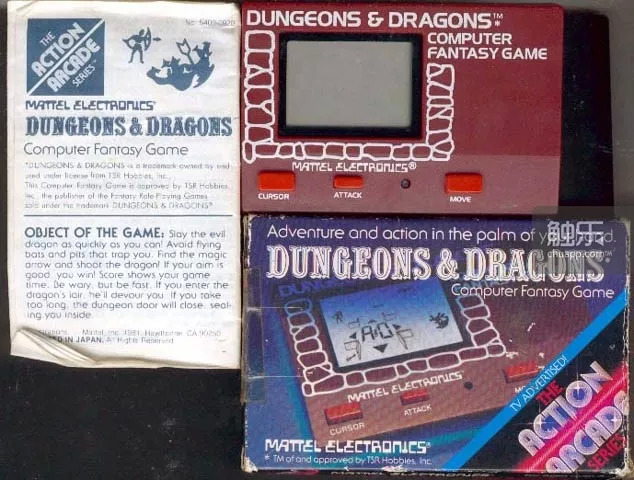 No. 5409-0920
THE
ACTION
ARCADE
SERIES™
MATTEL ELECTRONICS®
DUNGEONS & DRAGONS
Computer Fantasy Game
*DUNGEONS & DRAGONS is a trademark owned by and
used under license from TSR Hobbies, Inc.,
This Computer Fantasy Game is approved by TSR Hobbies,
Inc., the publisher of the Fantasy Role-Playing Games
sold under the trademark DUNGEONS & DRAGONS®.
OBJECT OF THE GAME: Slay the evil
dragon as quickly as you can! Avoid flying
bats and pits that trap you. Find the magic
arrow and shoot the dragon! If your aim is
good, you win! Score shows your game
time. Be wary, but be fast. If you enter the
dragon's lair, he'll devour you. If you take
too long, the dungeon door will close, seal-
ing you inside.
Mattel, Inc. 1981, Hawthorne, CA 90250
IN JAPAN. All Rights Reserved.
DUNGEONS & DRAGONS™*
COMPUTER
FANTASY GAME
MATTEL ELECTRONICS®
CURSOR
ATTACK
MOVE
触乐
chuapp.com
Adventure and action in the palm of your hand.
DUNGEONS & DRAGONS™
Computer Fantasy Game
MATTEL ELECTRONICS
CURSOR
ATTACK
TV ADVERTISED!
THE
ACTION
ARCADE
SERIES
MATTEL ELECTRONICS®
* TM of and approved by TSR Hobbies, Inc.